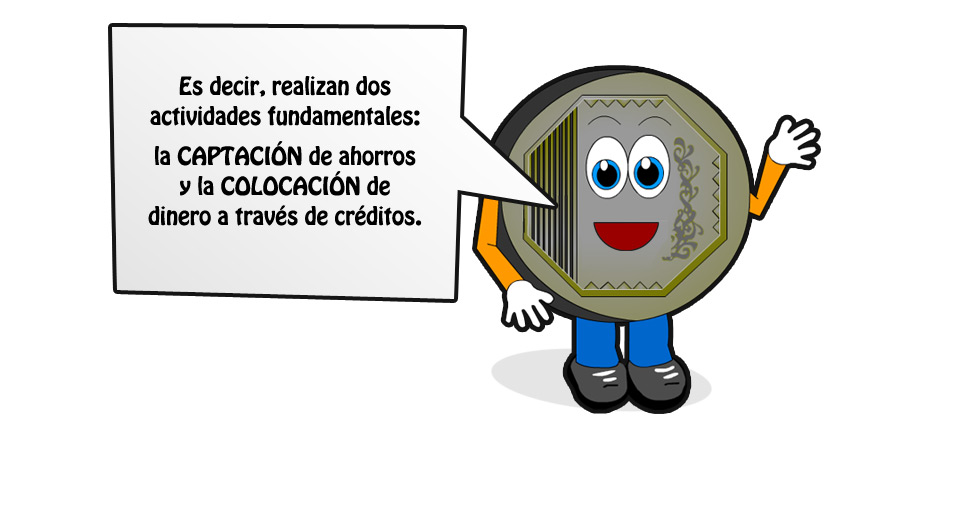 Es decir, realizan dos
actividades fundamentales:
la CAPTACIÓN de ahorros
y la COLOCACIÓN de
dinero a través de créditos.